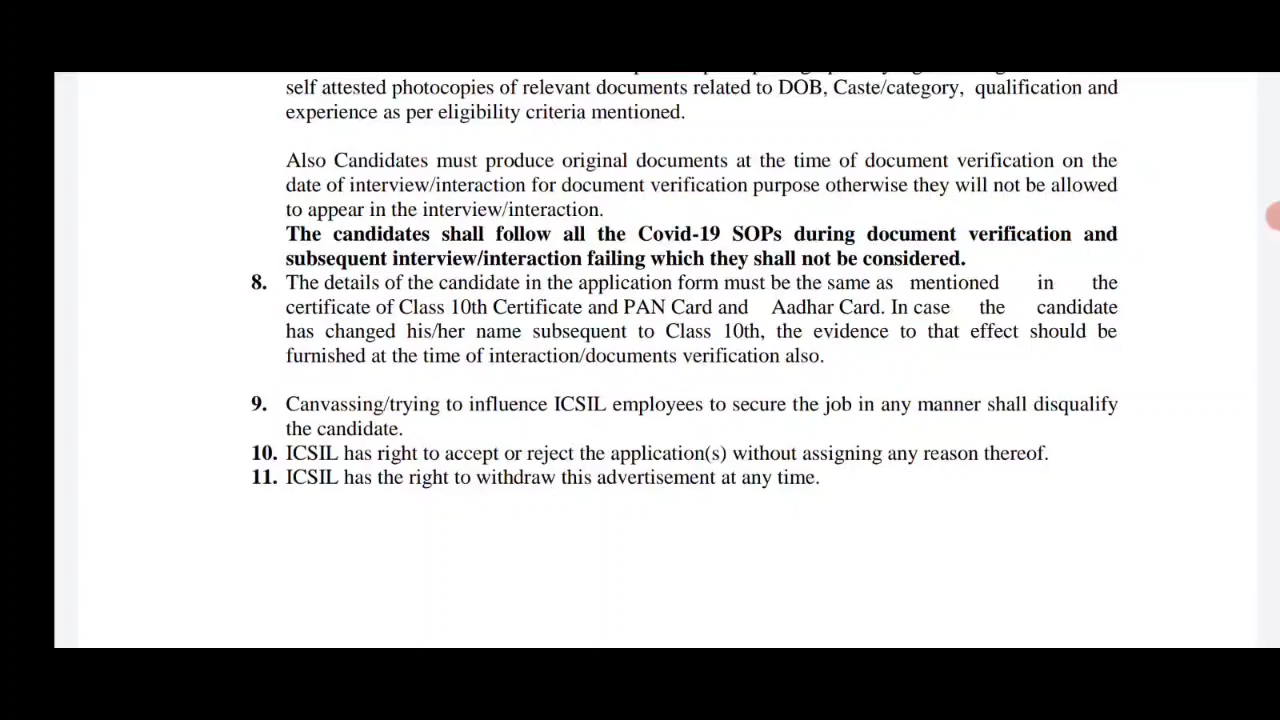 self attested photocopies of relevant documents related to DOB, Caste/category, qualification and
experience as per eligibility criteria mentioned.
Also Candidates must produce original documents at the time of document verification on the
date of interview/interaction for document verification purpose otherwise they will not be allowed
to appear in the interview/interaction.
The candidates shall follow all the Covid-19 SOPs during document verification and
subsequent interview/interaction failing which they shall not be considered.
8. The details of the candidate in the application form must be the same as mentioned in the
certificate of Class 10th Certificate and PAN Card and Aadhar Card. In case the candidate
has changed his/her name subsequent to Class 10th, the evidence to that effect should be
furnished at the time of interaction/documents verification also.
9. Canvassing/trying to influence ICSIL employees to secure the job in any manner shall disqualify
the candidate.
10. ICSIL has right to accept or reject the application(s) without assigning any reason thereof.
11. ICSIL has the right to withdraw this advertisement at any time.